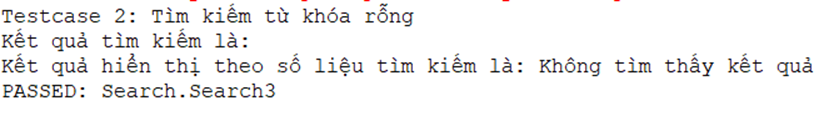 Testcase 2: Tìm kiếm từ khóa rỗng
Kết quả tìm kiếm là:
Kết quả hiển thị theo số liệu tìm kiếm là: Không tìm thấy kết quả
PASSED: Search.Search3